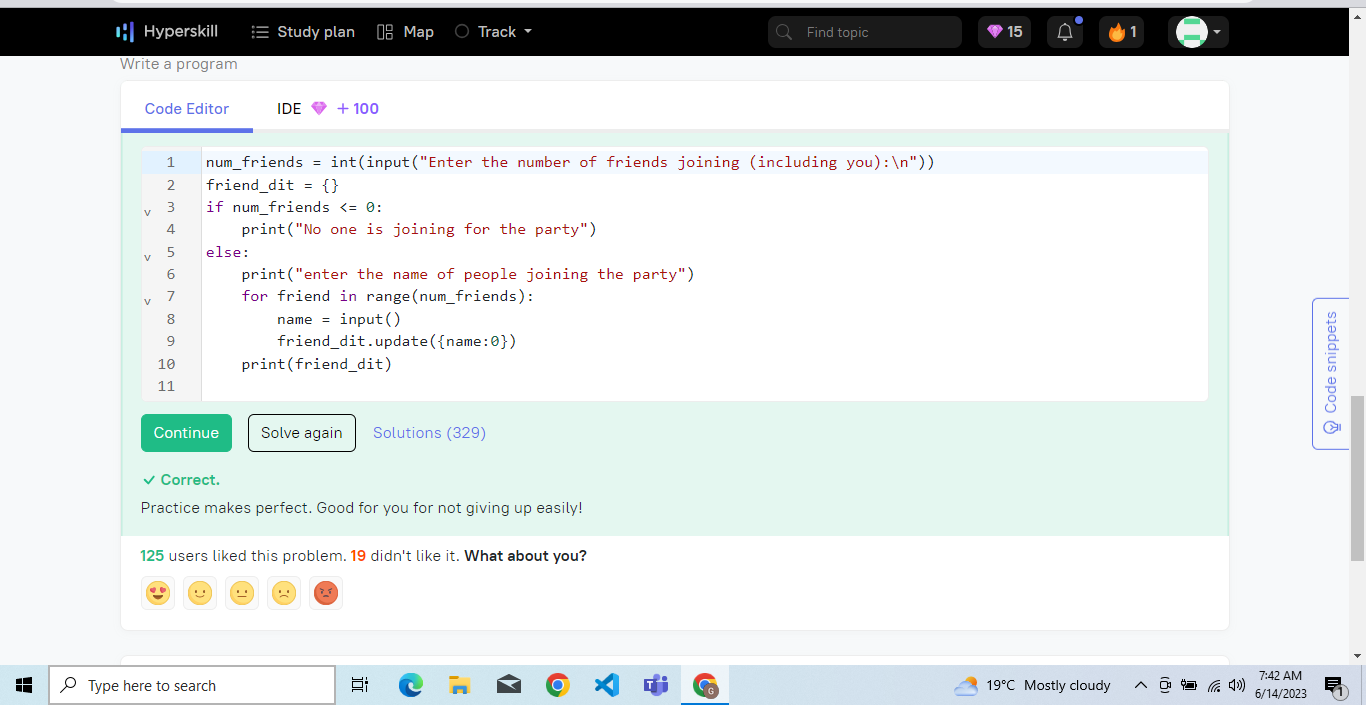 Hyperskill Study plan Map Track Find topic 15 1
Write a program
Code Editor IDE + 100
1 num_friends = int(input("Enter the number of friends joining (including you):\n"))
2 friend_dit = {}
3 if num_friends <= 0:
4 print("No one is joining for the party")
5 else:
6 print("enter the name of people joining the party")
7 for friend in range(num_friends):
8 name = input()
9 friend_dit.update({name:0})
10 print(friend_dit)
11
Code snippets
Continue Solve again Solutions (329)
Correct.
Practice makes perfect. Good for you for not giving up easily!
125 users liked this problem. 19 didn't like it. What about you?
Type here to search 19°C Mostly cloudy 7:42 AM
6/14/2023 1